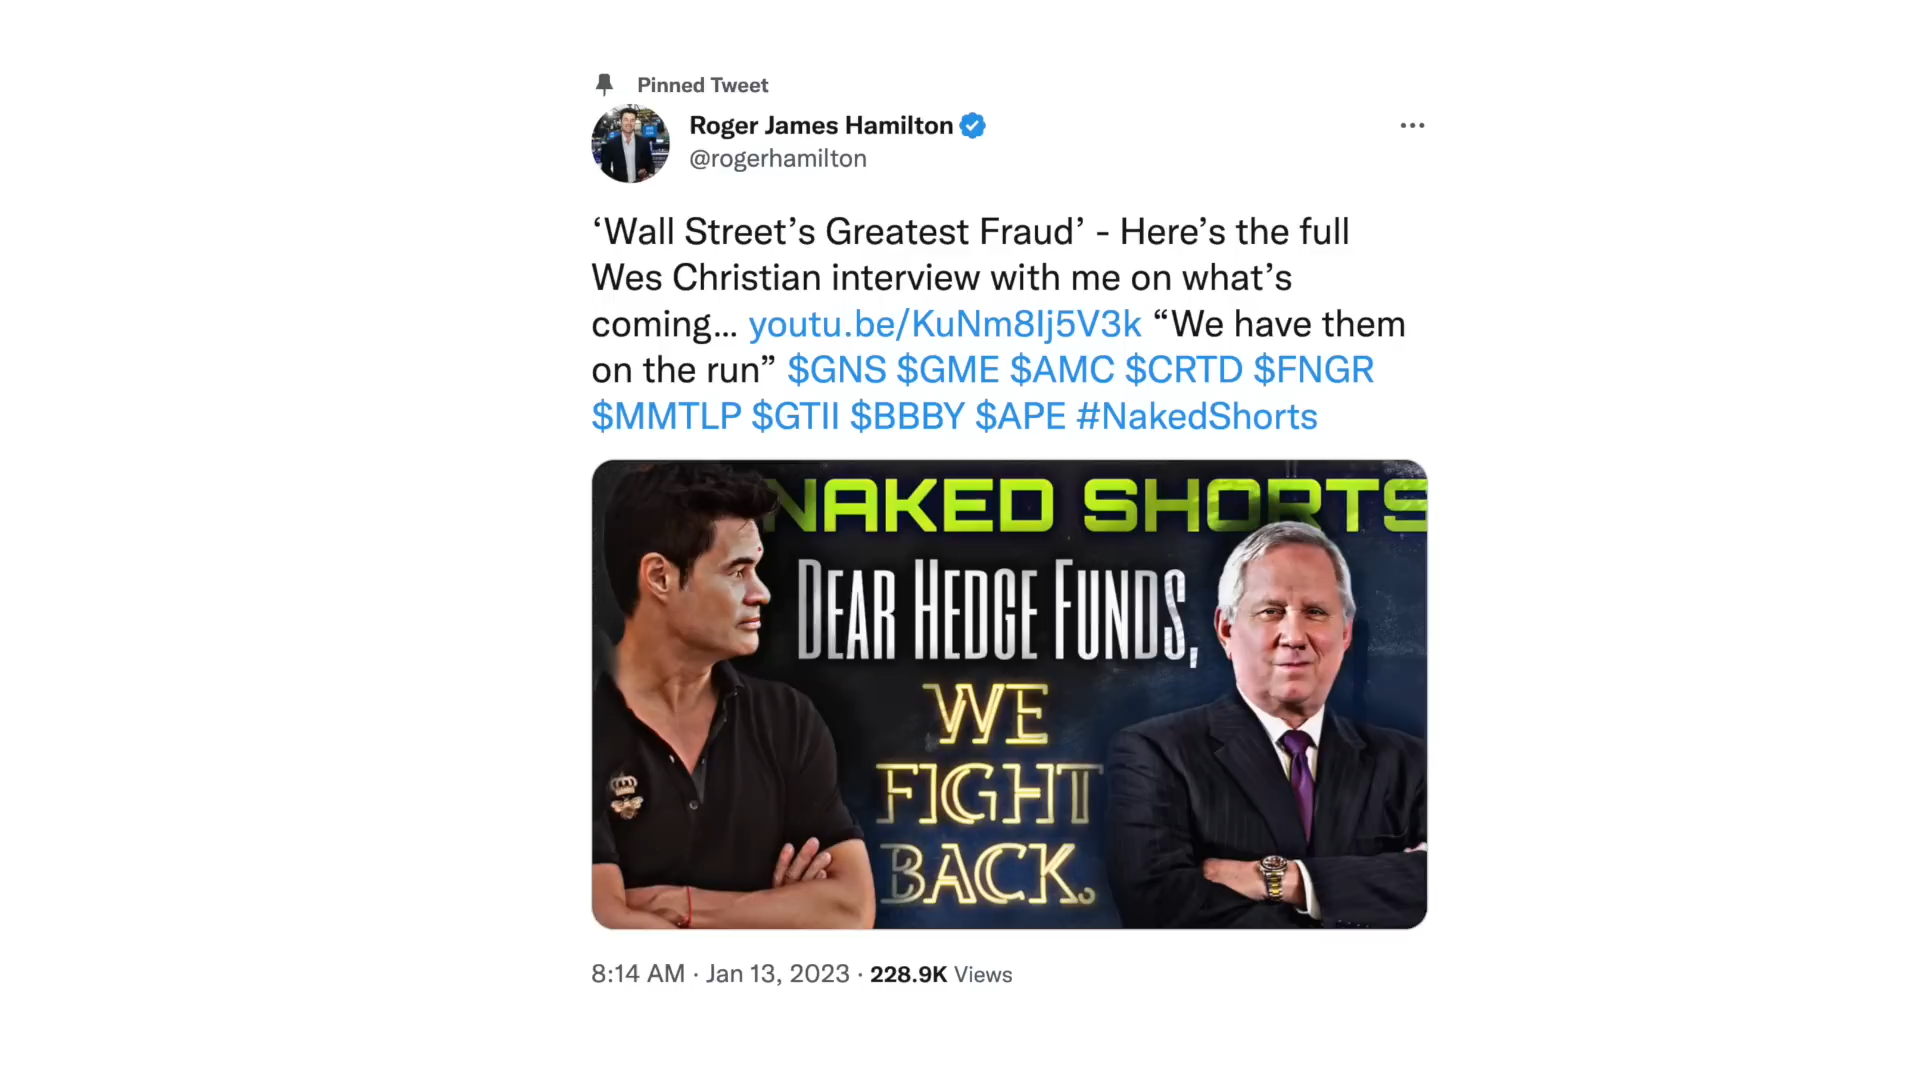 Pinned Tweet
Roger James Hamilton
@rogerhamilton
‘Wall Street’s Greatest Fraud’ - Here’s the full
Wes Christian interview with me on what’s
coming... youtu.be/KuNm8Ij5V3k “We have them
on the run” $GNS $GME $AMC $CRTD $FNGR
$MMTLP $GTII $BBBY $APE #NakedShorts
NAKED SHORTS
DEAR HEDGE FUNDS,
WE
FIGHT
BACK.
8:14 AM · Jan 13, 2023 · 228.9K Views